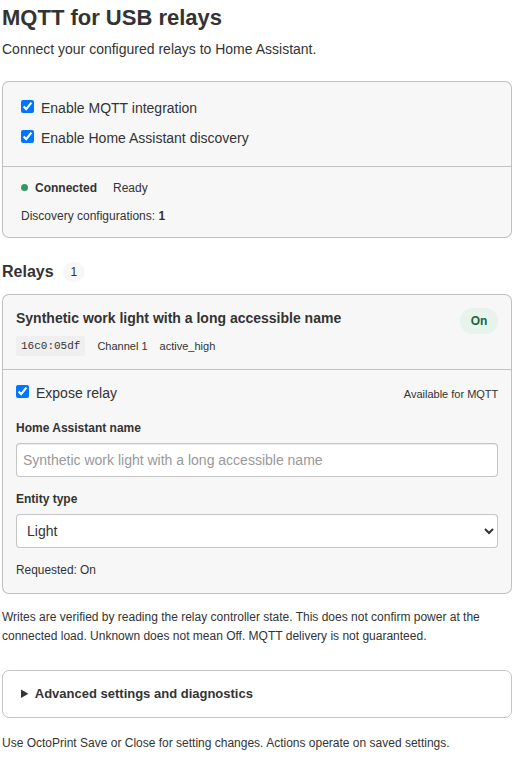 MQTT for USB relays
Connect your configured relays to Home Assistant.
Enable MQTT integration
Enable Home Assistant discovery
Connected Ready
Discovery configurations: 1
Relays 1
Synthetic work light with a long accessible name On
16c0:05df Channel 1 active_high
Expose relay Available for MQTT
Home Assistant name
Synthetic work light with a long accessible name
Entity type
Light
Requested: On
Writes are verified by reading the relay controller state. This does not confirm power at the
connected load. Unknown does not mean Off. MQTT delivery is not guaranteed.
Advanced settings and diagnostics
Use OctoPrint Save or Close for setting changes. Actions operate on saved settings.